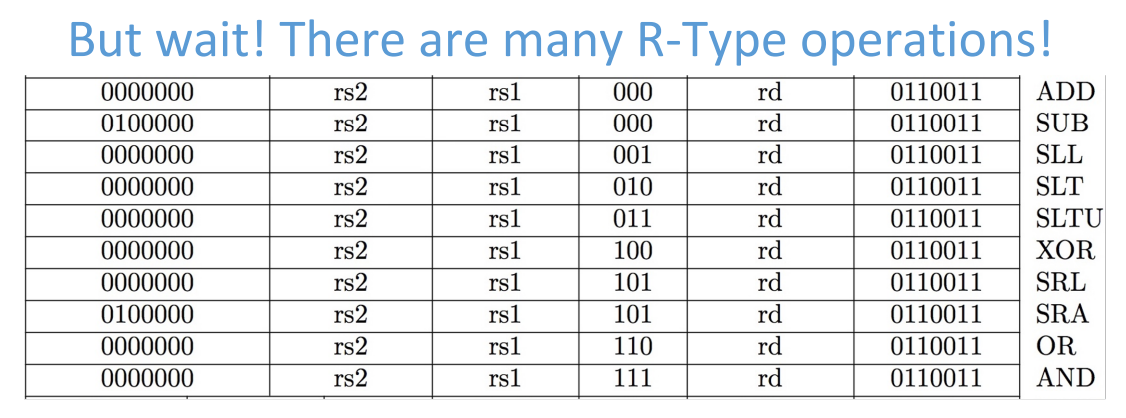 But wait! There are many R-Type operations!
0000000 rs2 rs1 000 rd 0110011 ADD
0100000 rs2 rs1 000 rd 0110011 SUB
0000000 rs2 rs1 001 rd 0110011 SLL
0000000 rs2 rs1 010 rd 0110011 SLT
0000000 rs2 rs1 011 rd 0110011 SLTU
0000000 rs2 rs1 100 rd 0110011 XOR
0000000 rs2 rs1 101 rd 0110011 SRL
0100000 rs2 rs1 101 rd 0110011 SRA
0000000 rs2 rs1 110 rd 0110011 OR
0000000 rs2 rs1 111 rd 0110011 AND